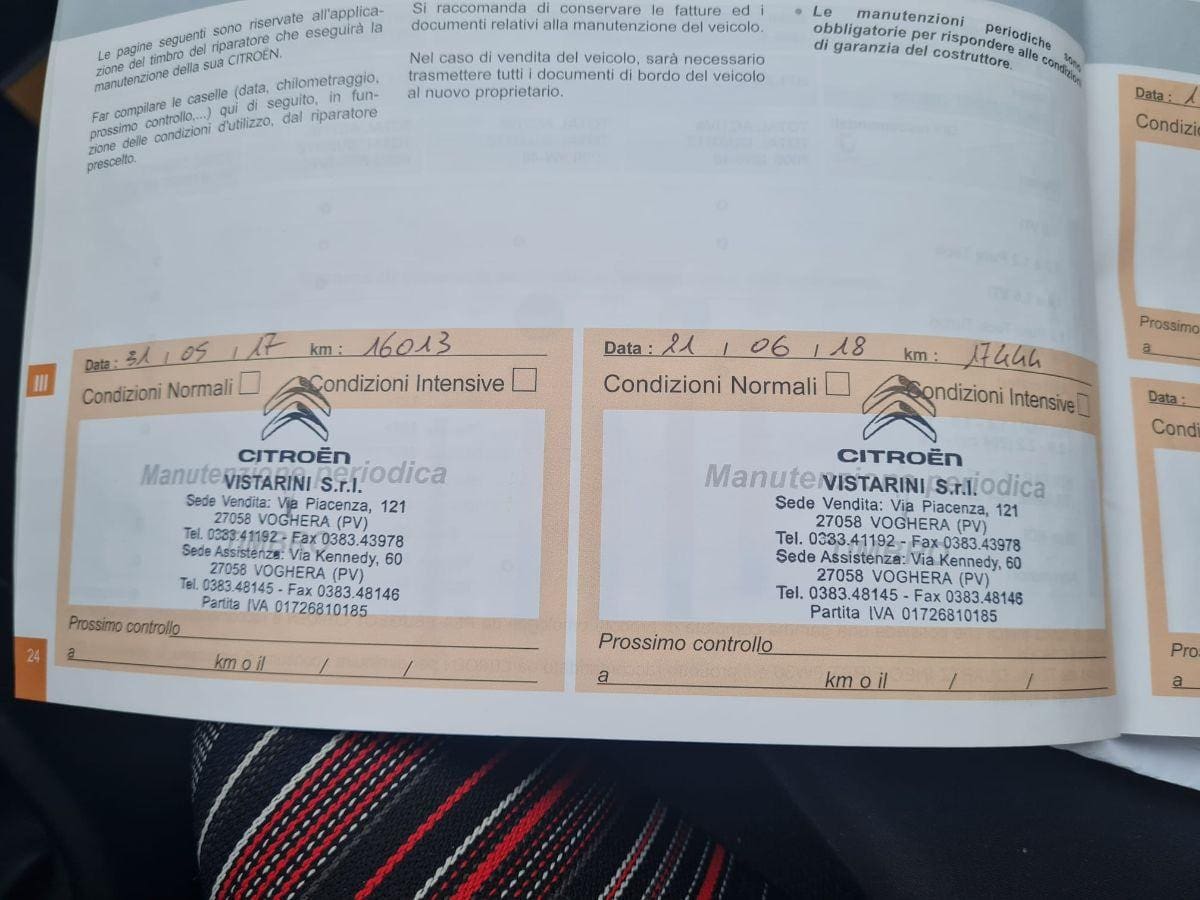 Le pagine seguenti sono riservate all'applica-
zione del timbro del riparatore che eseguirà la
manutenzione della sua CITROËN.
Far compilare le caselle (data, chilometraggio,
prossimo controllo,...) qui di seguito, in fun-
zione delle condizioni d'utilizzo, dal riparatore
prescelto.
Si raccomanda di conservare le fatture ed i
documenti relativi alla manutenzione del veicolo.
Nel caso di vendita del veicolo, sarà necessario
trasmettere tutti i documenti di bordo del veicolo
al nuovo proprietario.
• Le manutenzioni periodiche sono
obbligatorie per rispondere alle condizioni
di garanzia del costruttore.
III
Data : 31 / 05 / 17 km : 16013
Condizioni Normali Condizioni Intensive
Manutenzione periodica
CITROËN
VISTARINI S.r.l.
Sede Vendita: Via Piacenza, 121
27058 VOGHERA (PV)
Tel. 0383.41192 - Fax 0383.43978
Sede Assistenza: Via Kennedy, 60
27058 VOGHERA (PV)
Tel. 0383.48145 - Fax 0383.48146
Partita IVA 01726810185
Prossimo controllo
a km o il / /
Data : 21 / 06 / 18 km : 17444
Condizioni Normali Condizioni Intensive
Manutenzione periodica
CITROËN
VISTARINI S.r.l.
Sede Vendita: Via Piacenza, 121
27058 VOGHERA (PV)
Tel. 0383.41192 - Fax 0383.43978
Sede Assistenza: Via Kennedy, 60
27058 VOGHERA (PV)
Tel. 0383.48145 - Fax 0383.48146
Partita IVA 01726810185
Prossimo controllo
a km o il / /
24
Data :
Prossimo
a
Data :
a